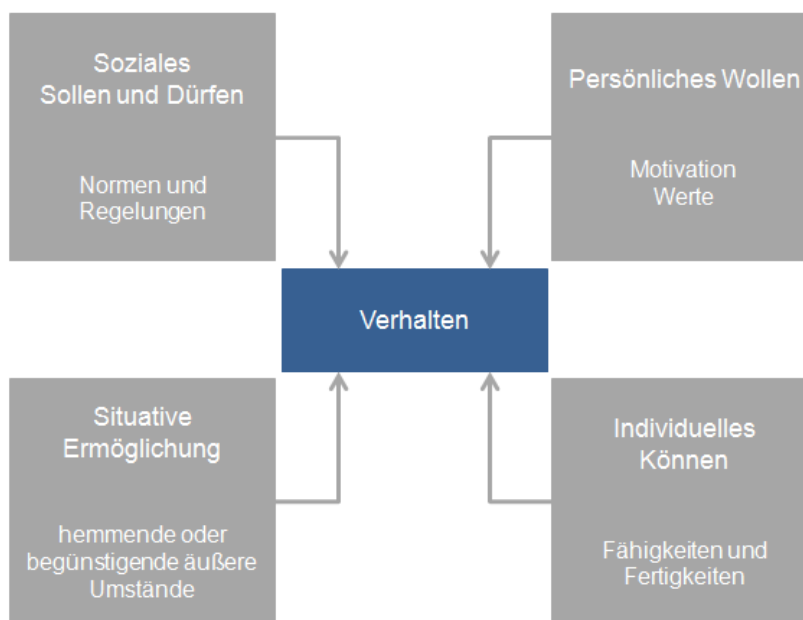 Soziales
Sollen und Dürfen
Normen und
Regelungen
Persönliches Wollen
Motivation
Werte
Verhalten
Situative
Ermöglichung
hemmende oder
begünstigende äußere
Umstände
Individuelles
Können
Fähigkeiten und
Fertigkeiten